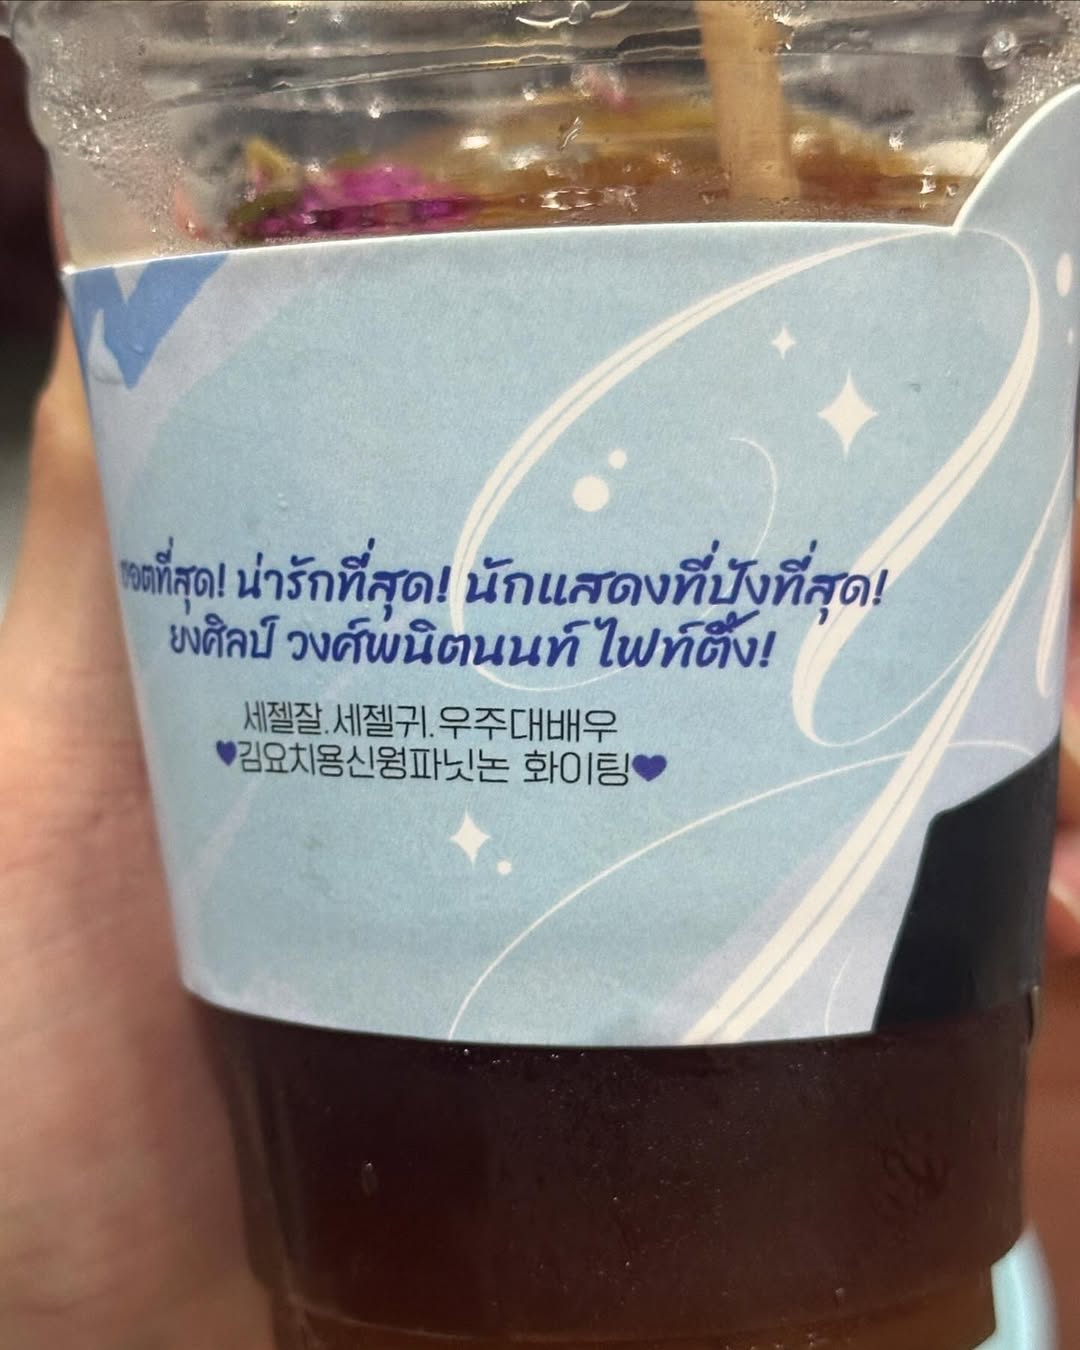 น่ารักที่สุด! นักแสดงที่ปังที่สุด!
ยงศิลป์ วงศ์พนิตนนท์ ไฟท์ติ้ง!
세젤잘.세젤귀.우주대배우
💜김요치용신웡파닛논 화이팅💜